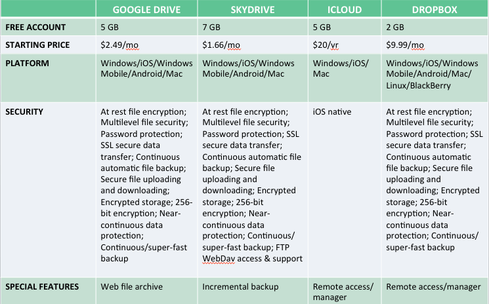 GOOGLE DRIVE SKYDRIVE ICLOUD DROPBOX
FREE ACCOUNT 5 GB 7 GB 5 GB 2 GB
STARTING PRICE $2.49/mo $1.66/mo $20/yr $9.99/mo
PLATFORM
Windows/iOS/Windows
Mobile/Android/Mac
Windows/iOS/Windows
Mobile/Android/Mac
Windows/iOS/
Mac
Windows/iOS/Windows
Mobile/Android/Mac/
Linux/BlackBerry
SECURITY
At rest file encryption;
Multilevel file security;
Password protection;
SSL secure data
transfer; Continuous
automatic file backup;
Secure file uploading
and downloading;
Encrypted storage; 256-
bit encryption; Near-
continuous data
protection;
Continuous/super-fast
backup
At rest file encryption;
Multilevel file security;
Password protection; SSL
secure data transfer;
Continuous automatic file
backup; Secure file
uploading and
downloading; Encrypted
storage; 256-bit
encryption; Near-
continuous data
protection; Continuous/
super-fast backup; FTP
WebDav access & support
iOS native
At rest file encryption;
Multilevel file security;
Password protection; SSL
secure data transfer;
Continuous automatic file
backup; Secure file
uploading and
downloading; Encrypted
storage; 256-bit
encryption; Near-
continuous data
protection; Continuous/
super-fast backup
SPECIAL FEATURES
Web file archive
Incremental backup
Remote access/
manager
Remote access/manager